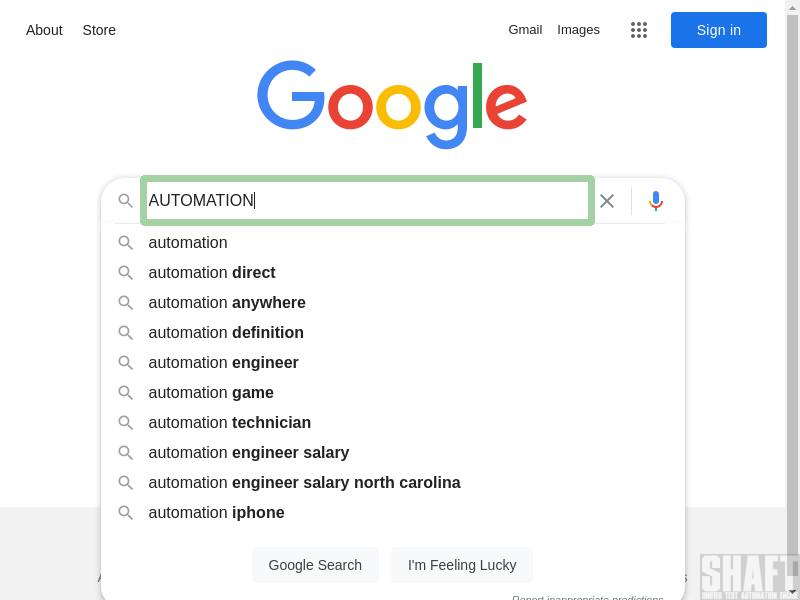 About Store Gmail Images Sign in
Google
AUTOMATION
automation
automation direct
automation anywhere
automation definition
automation engineer
automation game
automation technician
automation engineer salary
automation engineer salary north carolina
automation iphone
Google Search I'm Feeling Lucky
Report inappropriate predictions
SHAFT